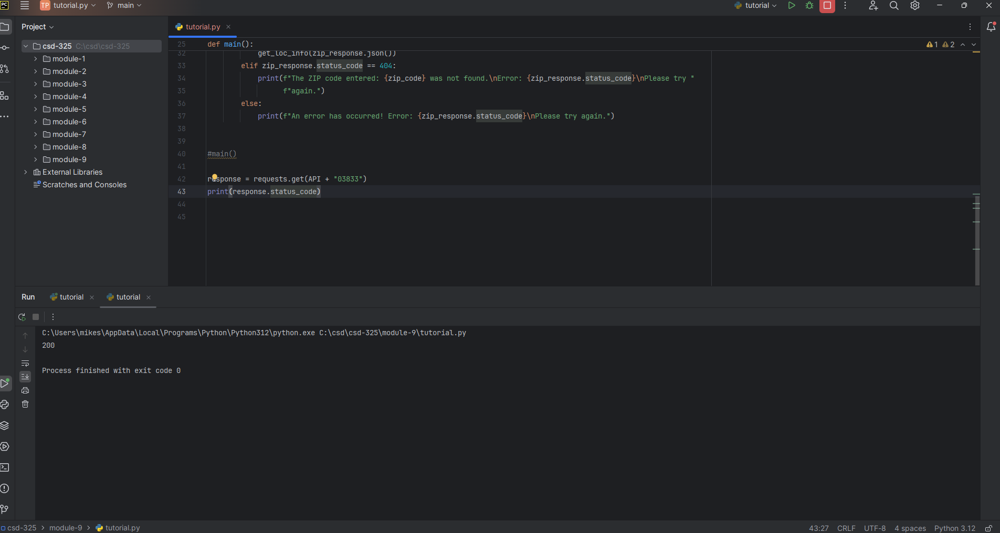 PC TP tutorial.py main tutorial
Project
tutorial.py
csd-325 C:\csd\csd-325
module-1
module-2
module-3
module-4
module-5
module-6
module-7
module-8
module-9
External Libraries
Scratches and Consoles
25 def main():
1 2
32 get_loc_info(zip_response.json())
33 elif zip_response.status_code == 404:
34 print(f"The ZIP code entered: {zip_code} was not found.\nError: {zip_response.status_code}\nPlease try "
35 f"again.")
36 else:
37 print(f"An error has occurred! Error: {zip_response.status_code}\nPlease try again.")
38
39
40 #main()
41
42 response = requests.get(API + "03833")
43 print(response.status_code)
44
45
Run tutorial tutorial
C:\Users\mikes\AppData\Local\Programs\Python\Python312\python.exe C:\csd\csd-325\module-9\tutorial.py
200
Process finished with exit code 0
csd-325 > module-9 > tutorial.py
43:27 CRLF UTF-8 4 spaces Python 3.12